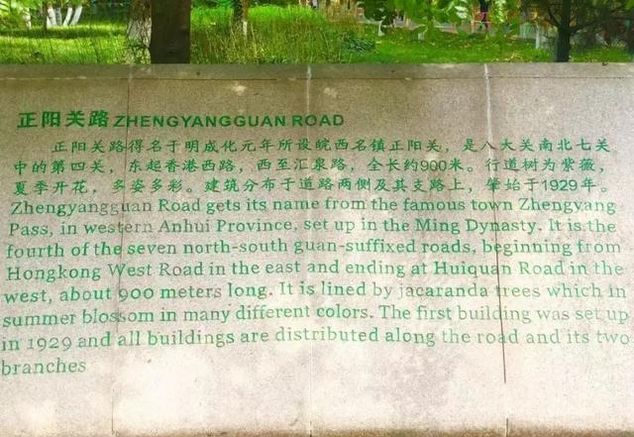 正阳关路 ZHENGYANGGUAN ROAD
正阳关路得名于明成化元年所设皖西名镇正阳关，是八大关南北七关
中的第四关，东起香港西路，西至汇泉路，全长约900米。行道树为紫薇，
夏季开花，多姿多彩。建筑分布于道路两侧及其支路上，肇始于1929年。
Zhengyangguan Road gets its name from the famous town Zhengyang
Pass, in western Anhui Province, set up in the Ming Dynasty. It is the
fourth of the seven north-south guan-suffixed roads, beginning from
Hongkong West Road in the east and ending at Huiquan Road in the
west, about 900 meters long. It is lined by jacaranda trees which in
summer blossom in many different colors. The first building was set up
in 1929 and all buildings are distributed along the road and its two
branches